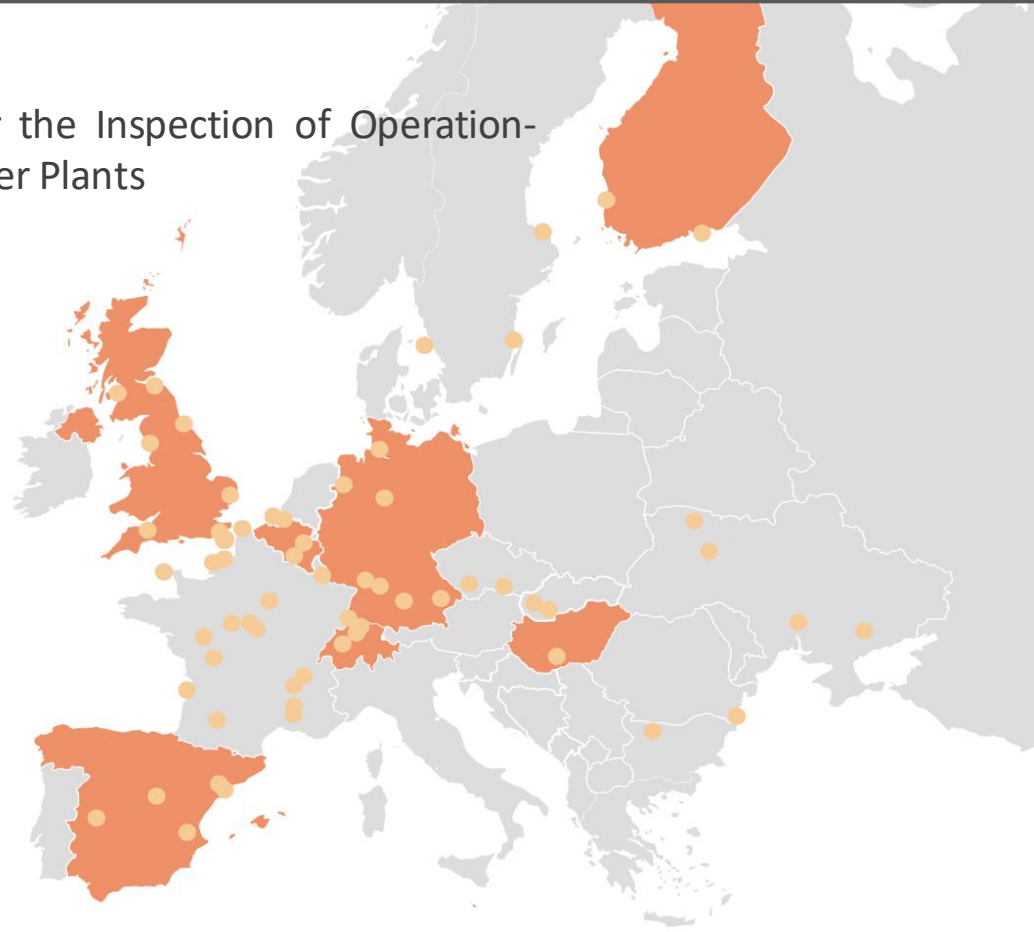 the Inspection of Operation-
er Plants